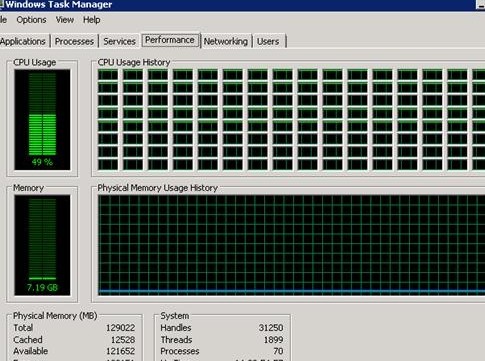 Windows Task Manager
Options View Help
Applications Processes Services Performance Networking Users
CPU Usage CPU Usage History
49 %
Memory Physical Memory Usage History
7.19 GB
Physical Memory (MB) System
Total 129022 Handles 31250
Cached 12528 Threads 1899
Available 121652 Processes 70